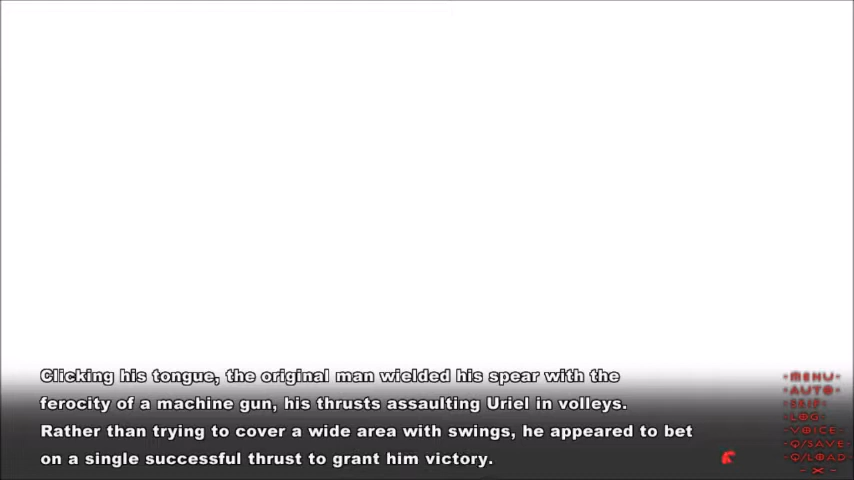 Clicking his tongue, the original man wielded his spear with the
ferocity of a machine gun, his thrusts assaulting Uriel in volleys.
Rather than trying to cover a wide area with swings, he appeared to bet
on a single successful thrust to grant him victory.
-MENU-
-AUTO-
-SKIP-
-LOG-
-VOICE-
-Q/SAVE-
-Q/LOAD-
-X-